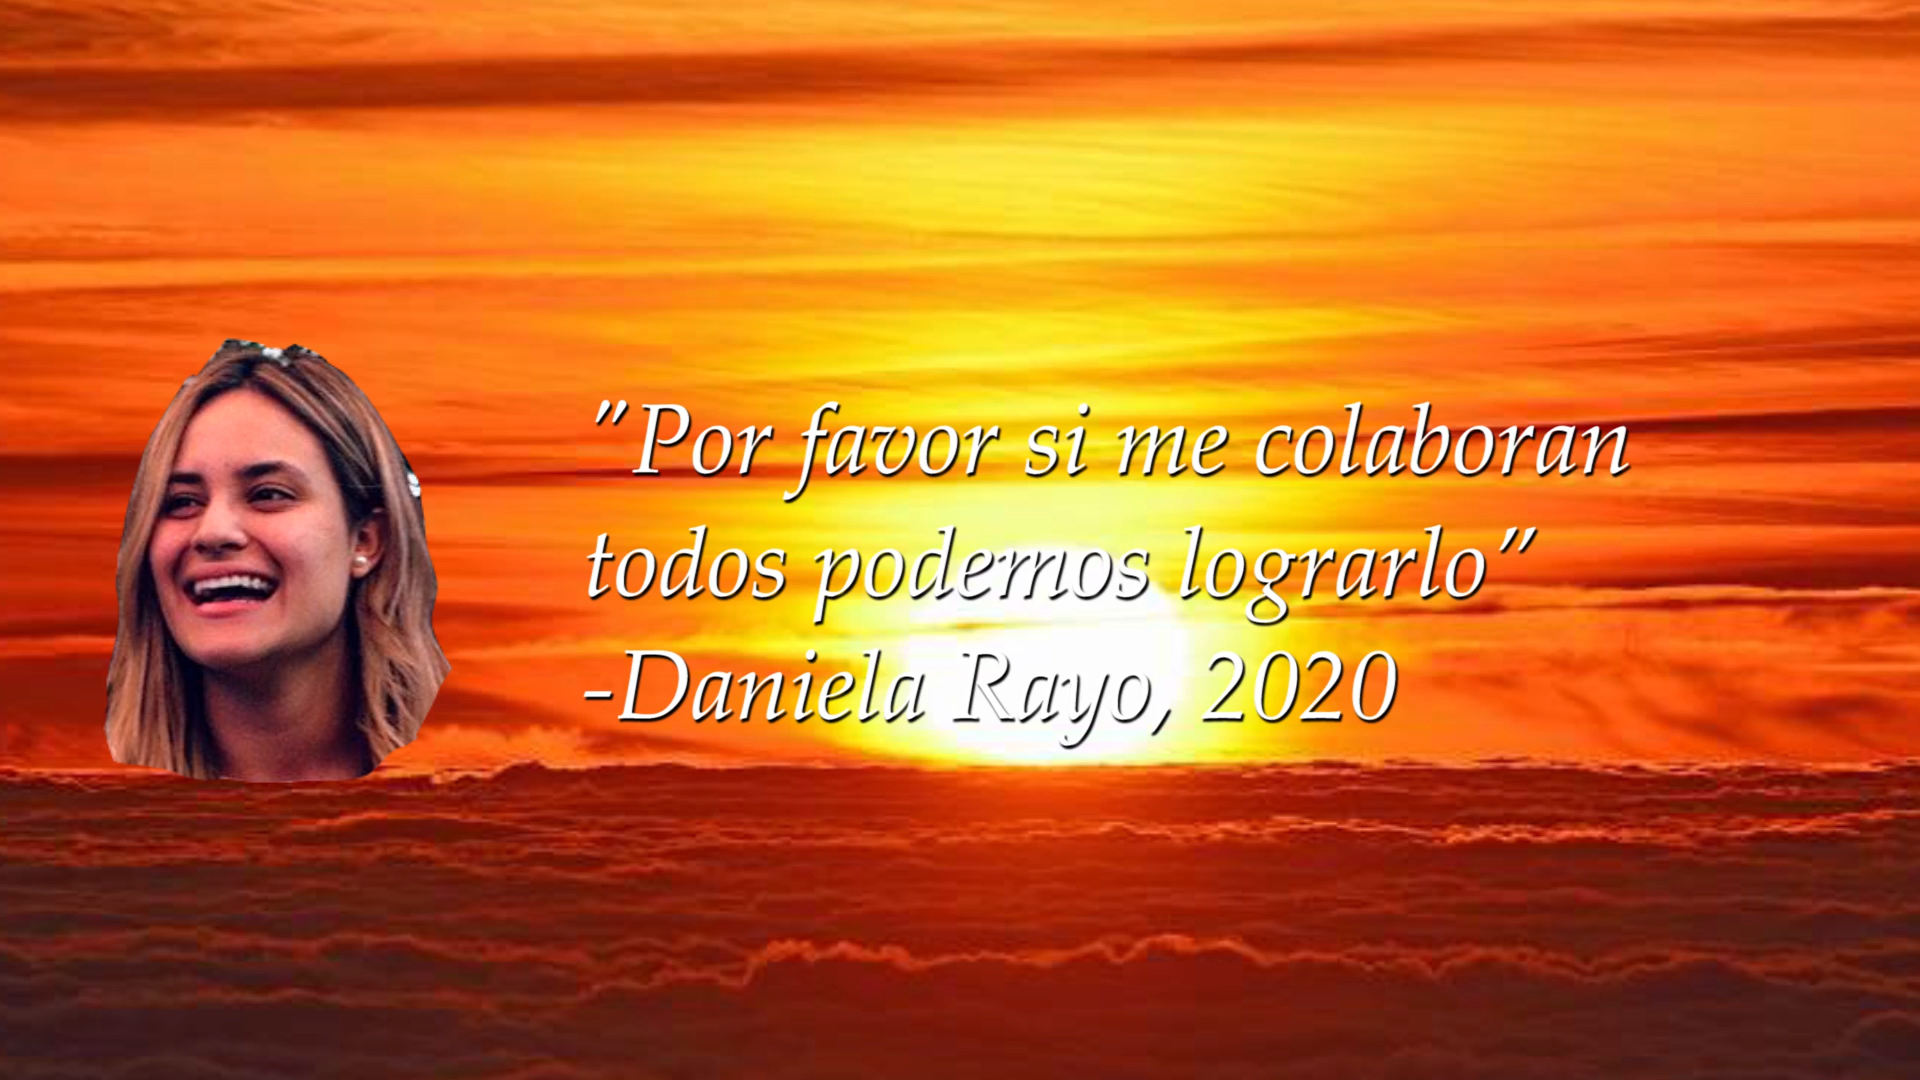 "Por favor si me colaboran
todos podemos lograrlo"
-Daniela Rayo, 2020